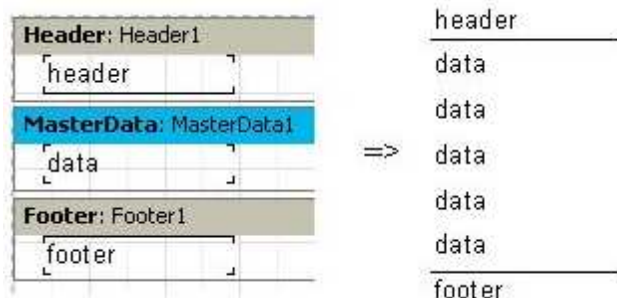 Header: Header1
header
MasterData: MasterData1
data
Footer: Footer1
footer
=>
header
data
data
data
data
data
footer